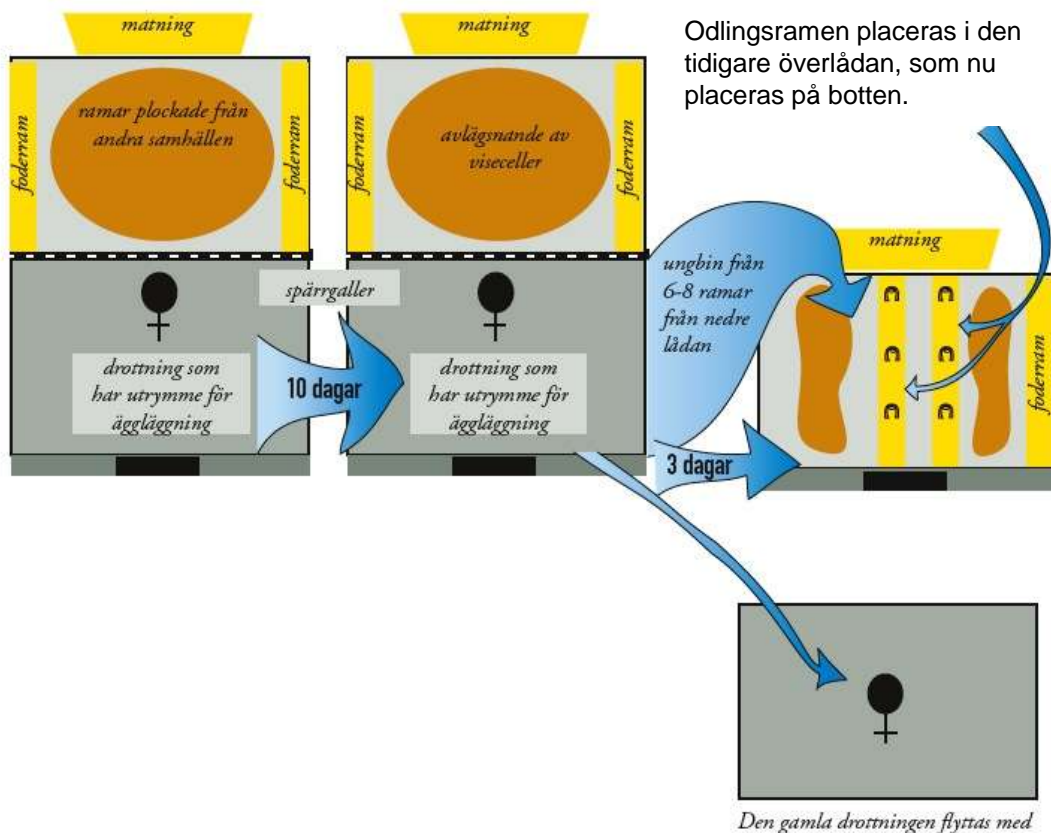 matning
foderram
ramar plockade från
andra samhällen
foderram
spärrgaller
drottning som
har utrymme för
äggläggning
10 dagar
matning
foderram
avlägsnande av
viseceller
foderram
drottning som
har utrymme för
äggläggning
Odlingsramen placeras i den
tidigare överlådan, som nu
placeras på botten.
ungbin från
6-8 ramar
från nedre
lådan
3 dagar
matning
foderram
Den gamla drottningen flyttas med